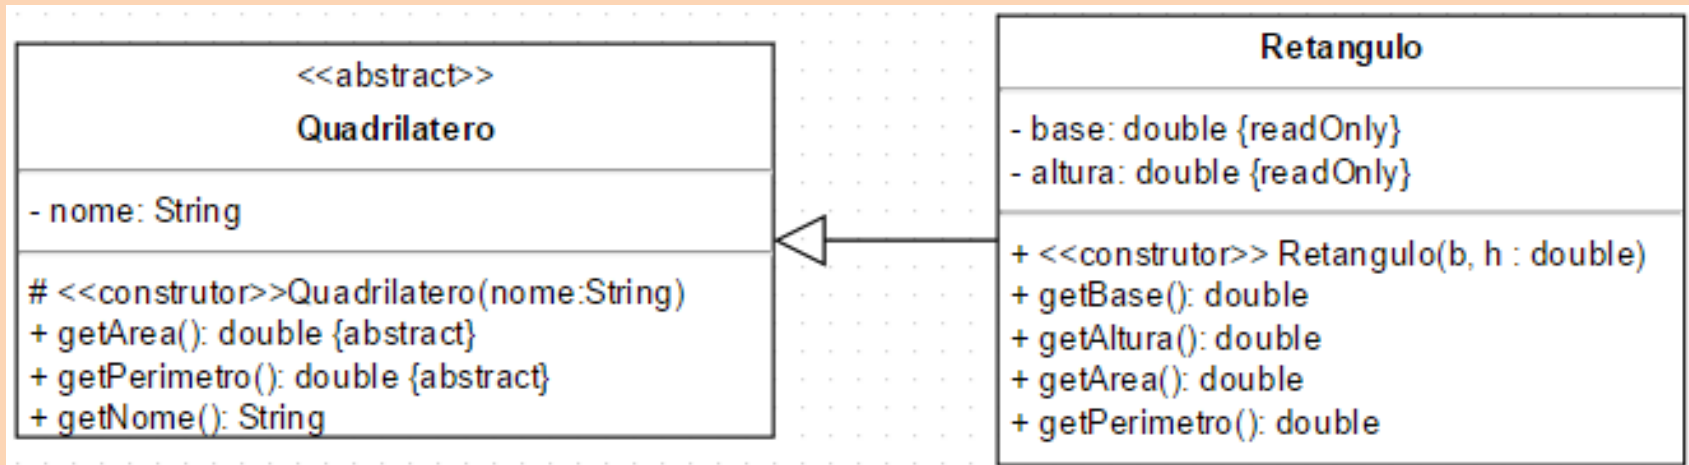 <<abstract>>
Quadrilatero
- nome: String
# <<construtor>>Quadrilatero(nome:String)
+ getArea(): double {abstract}
+ getPerimetro(): double {abstract}
+ getNome(): String
Retangulo
- base: double {readOnly}
- altura: double {readOnly}
+ <<construtor>> Retangulo(b, h : double)
+ getBase(): double
+ getAltura(): double
+ getArea(): double
+ getPerimetro(): double